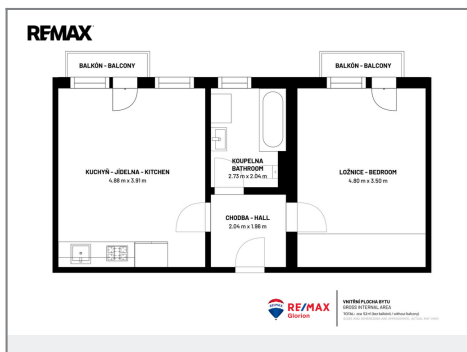 RE/MAX
BALKÓN - BALCONY
BALKÓN - BALCONY
KUCHYŇ - JÍDELNA - KITCHEN
4.88 m x 3.91 m
KOUPELNA
BATHROOM
2.73 m x 2.04 m
LOŽNICE - BEDROOM
4.80 m x 3.50 m
CHODBA - HALL
2.04 m x 1.96 m
RE/MAX
Glorion
VNITŘNÍ PLOCHA BYTU
GROSS INTERNAL AREA